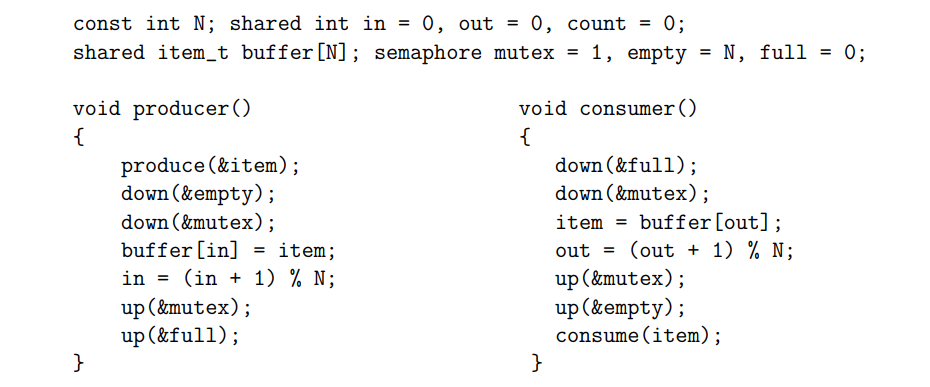 const int N; shared int in = 0, out = 0, count = 0;
shared item_t buffer[N]; semaphore mutex = 1, empty = N, full = 0;
void producer()
{
produce(&item);
down(&empty);
down(&mutex);
buffer[in] = item;
in = (in + 1) % N;
up(&mutex);
up(&full);
}
void consumer()
{
down(&full);
down(&mutex);
item = buffer[out];
out = (out + 1) % N;
up(&mutex);
up(&empty);
consume(item);
}